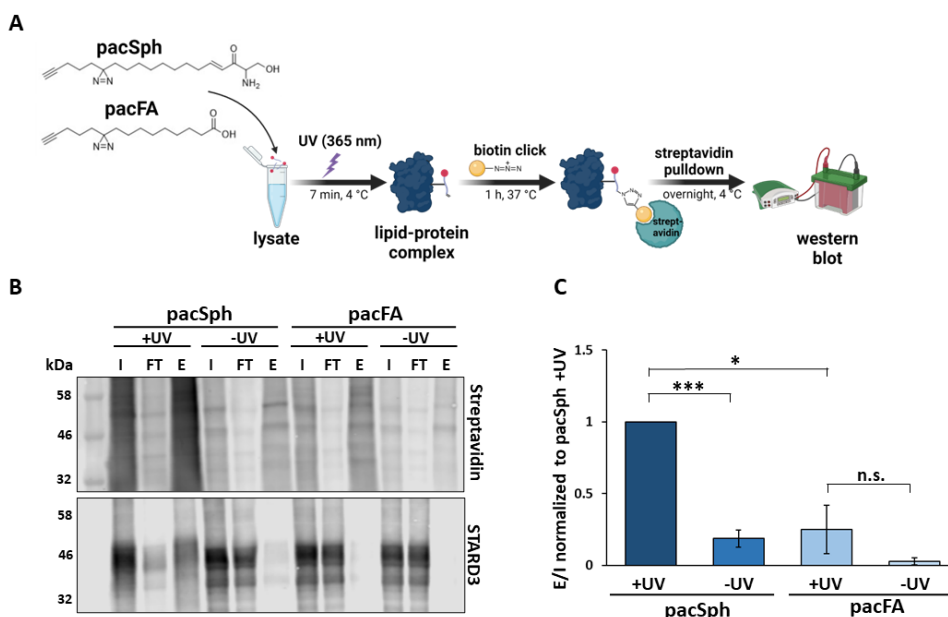 A
pacSph
O
OH
N=N
NH₂
pacFA
O
OH
N=N
UV (365 nm)
7 min, 4 °C
biotin click
N=N=N
+
1 h, 37 °C
streptavidin
pulldown
overnight, 4 °C
lysate
lipid-protein
complex
N
N=N
strept-
avidin
western
blot
B
pacSph pacFA
+UV -UV +UV -UV
kDa I FT E I FT E I FT E I FT E
58
46
32
Streptavidin
58
46
32
STARD3
C
E/I normalized to pacSph +UV
1.5
1
0.5
0
*
***
n.s.
+UV -UV +UV -UV
pacSph pacFA